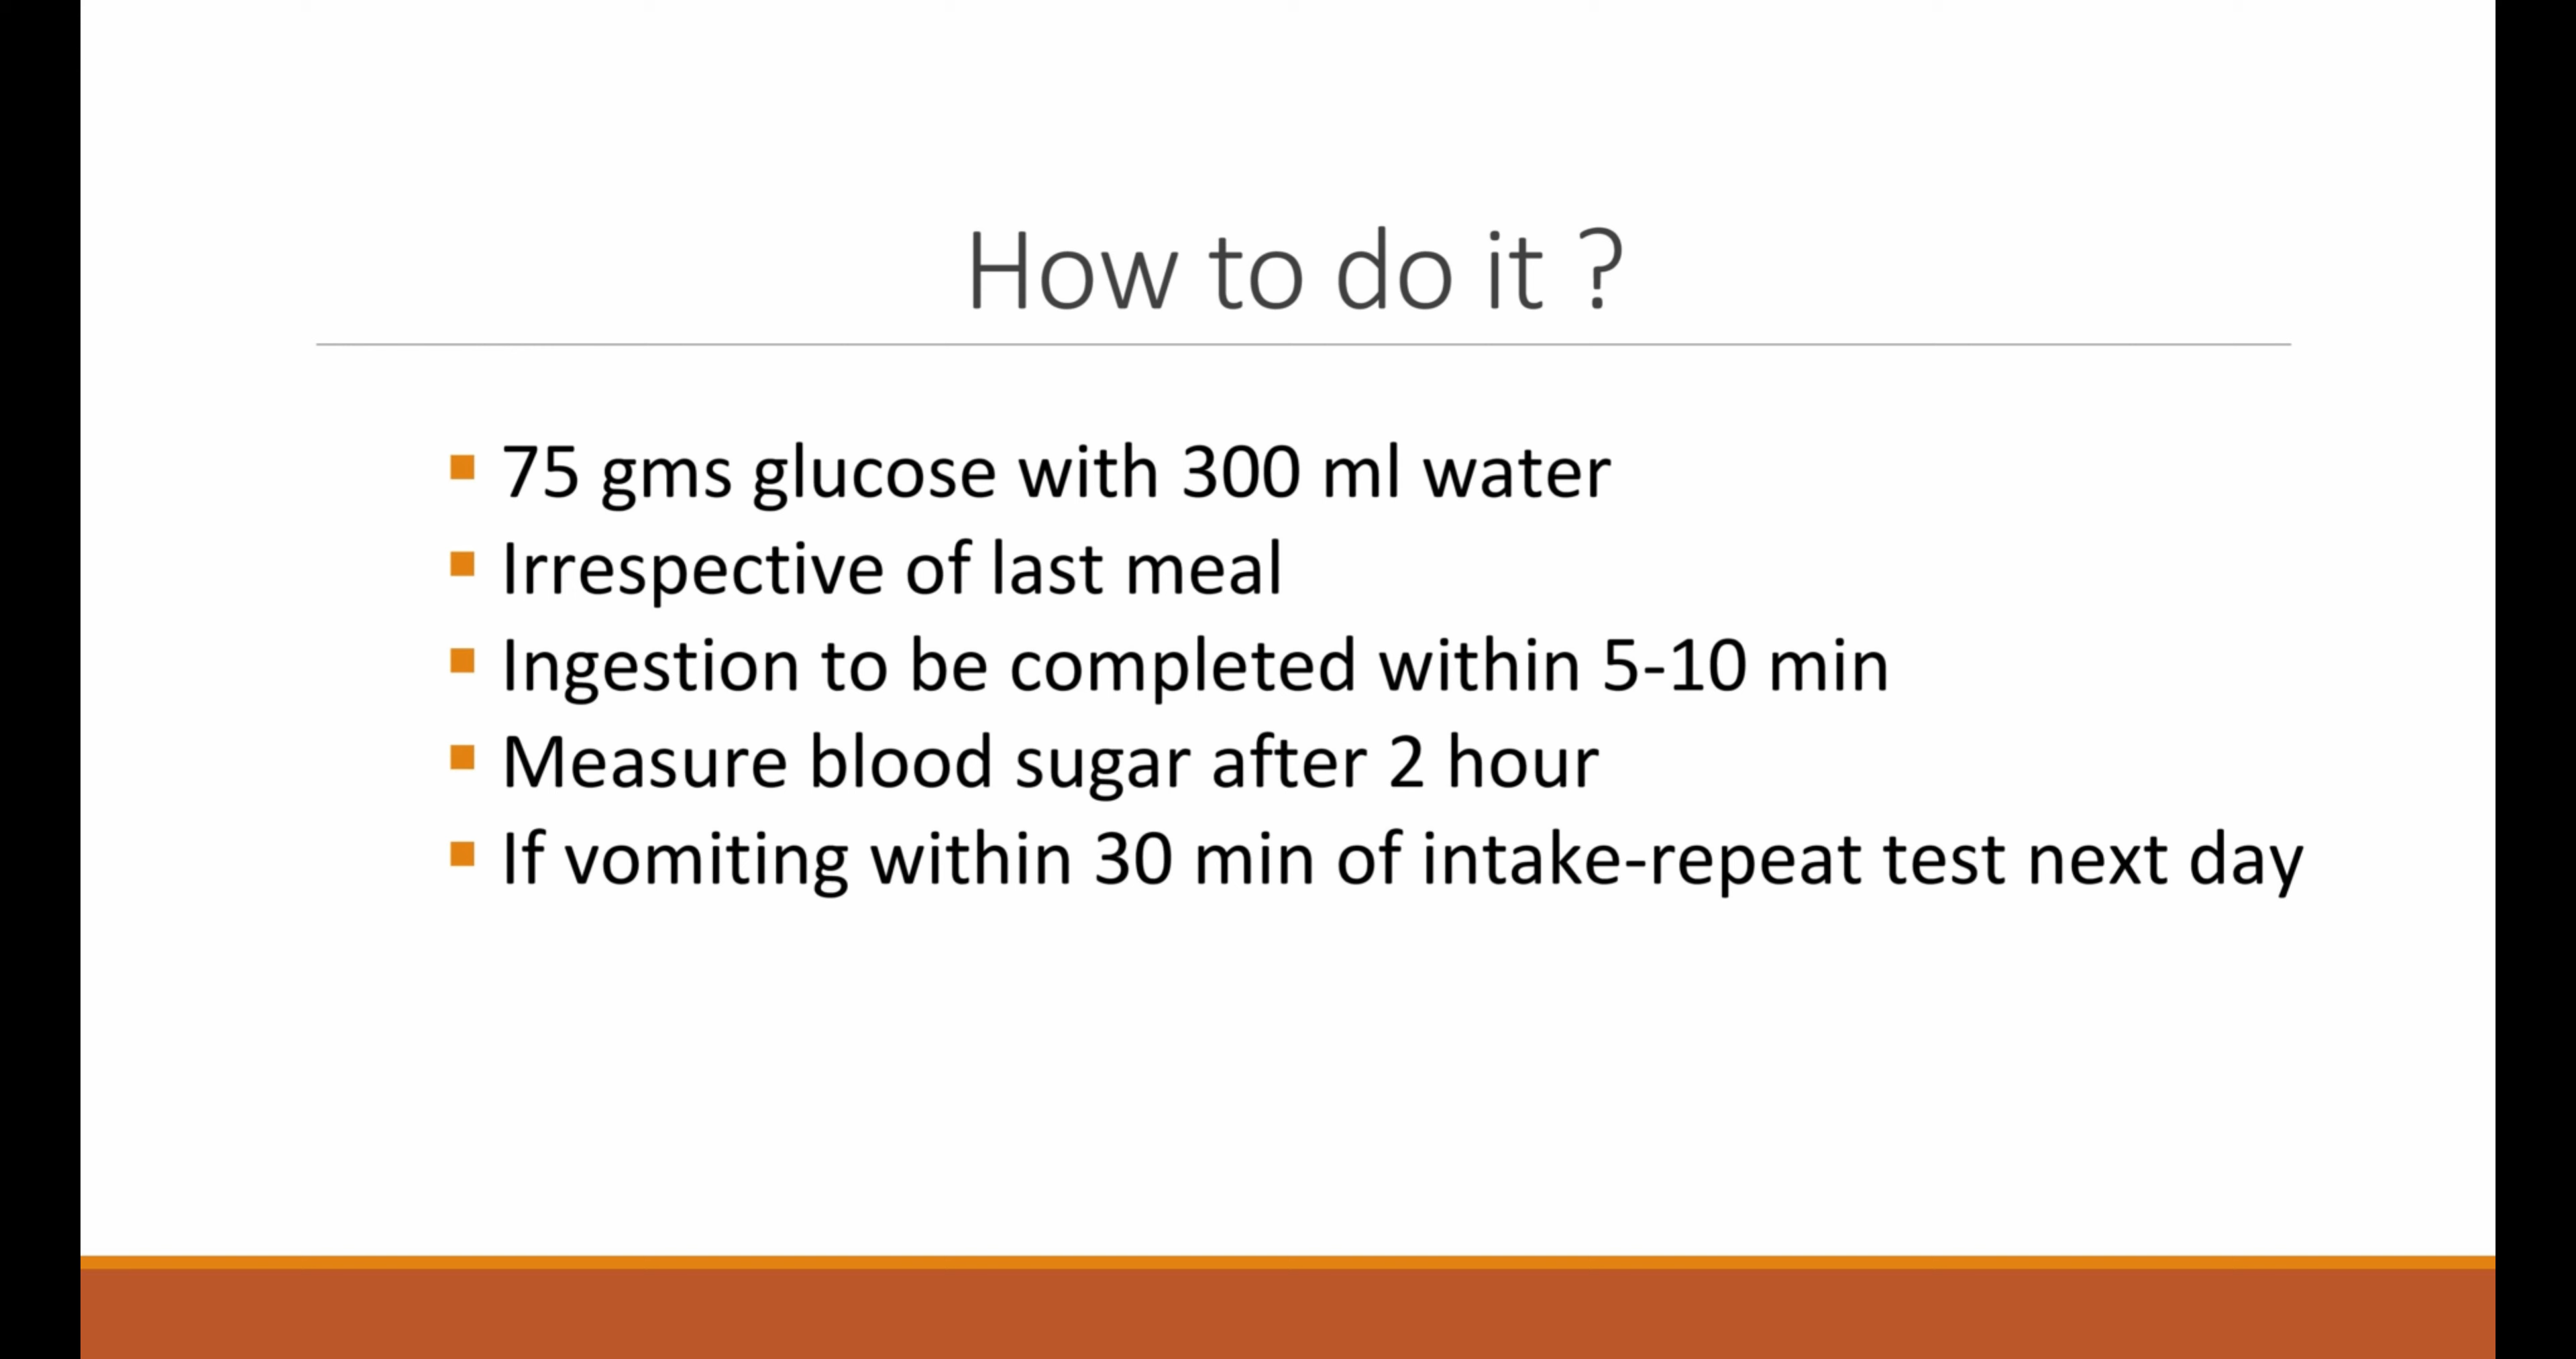 How to do it ?
75 gms glucose with 300 ml water
Irrespective of last meal
Ingestion to be completed within 5-10 min
Measure blood sugar after 2 hour
If vomiting within 30 min of intake-repeat test next day